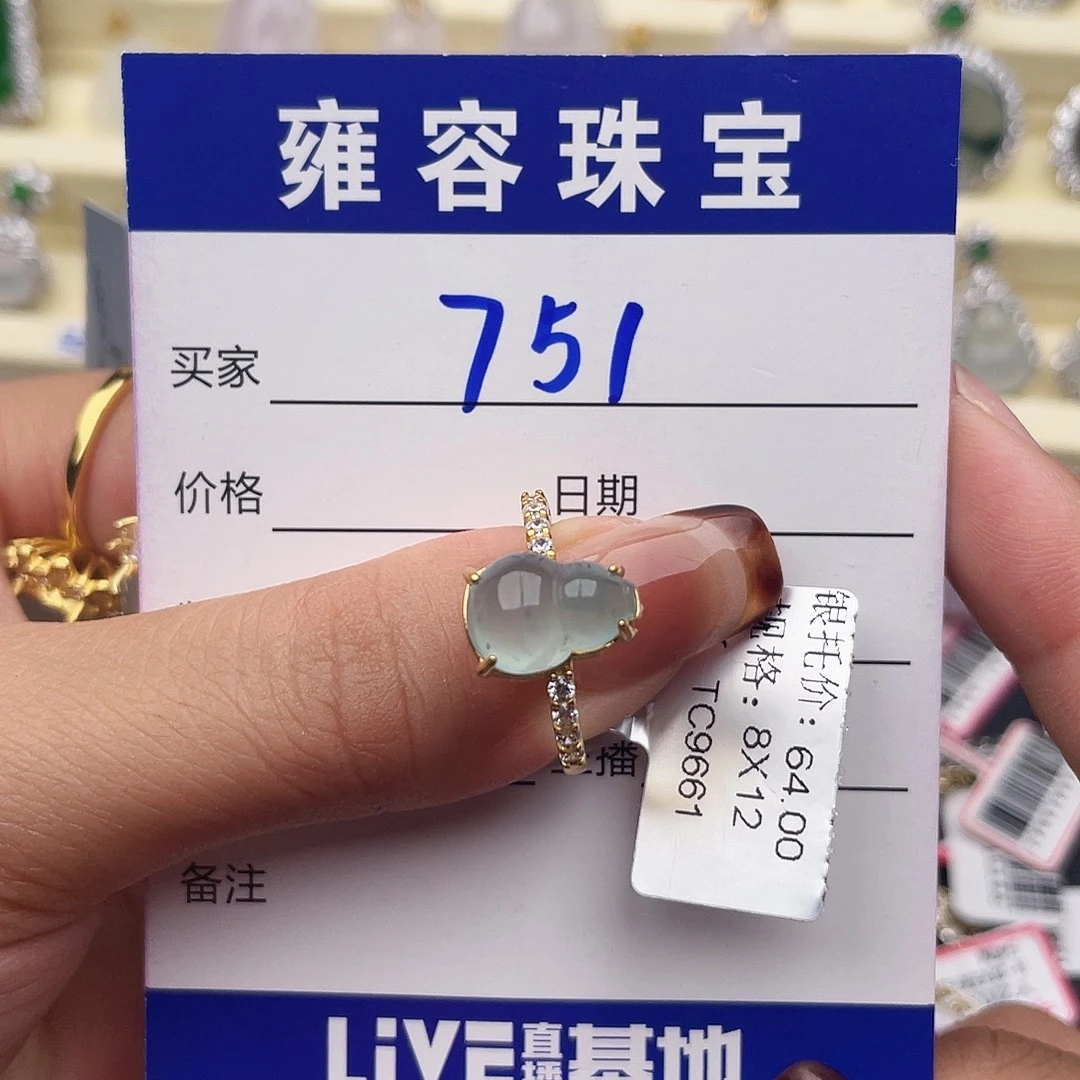 雍容珠宝
买家 751
价格 日期
播
备注
银托价：64.00
规格：8X12
TC9661
LiVE直播基地